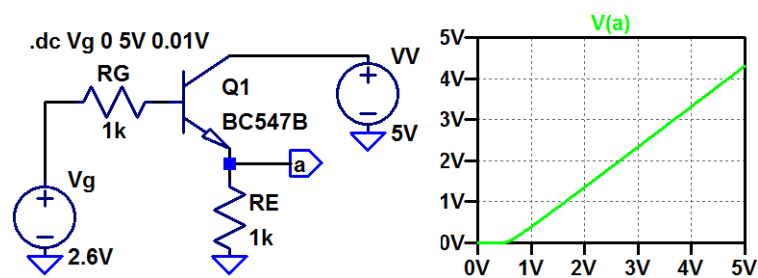 .dc Vg 0 5V 0.01V
RG
1k
Q1
BC547B
VV
5V
a
Vg
2.6V
RE
1k
V(a)
5V
4V
3V
2V
1V
0V
0V 1V 2V 3V 4V 5V